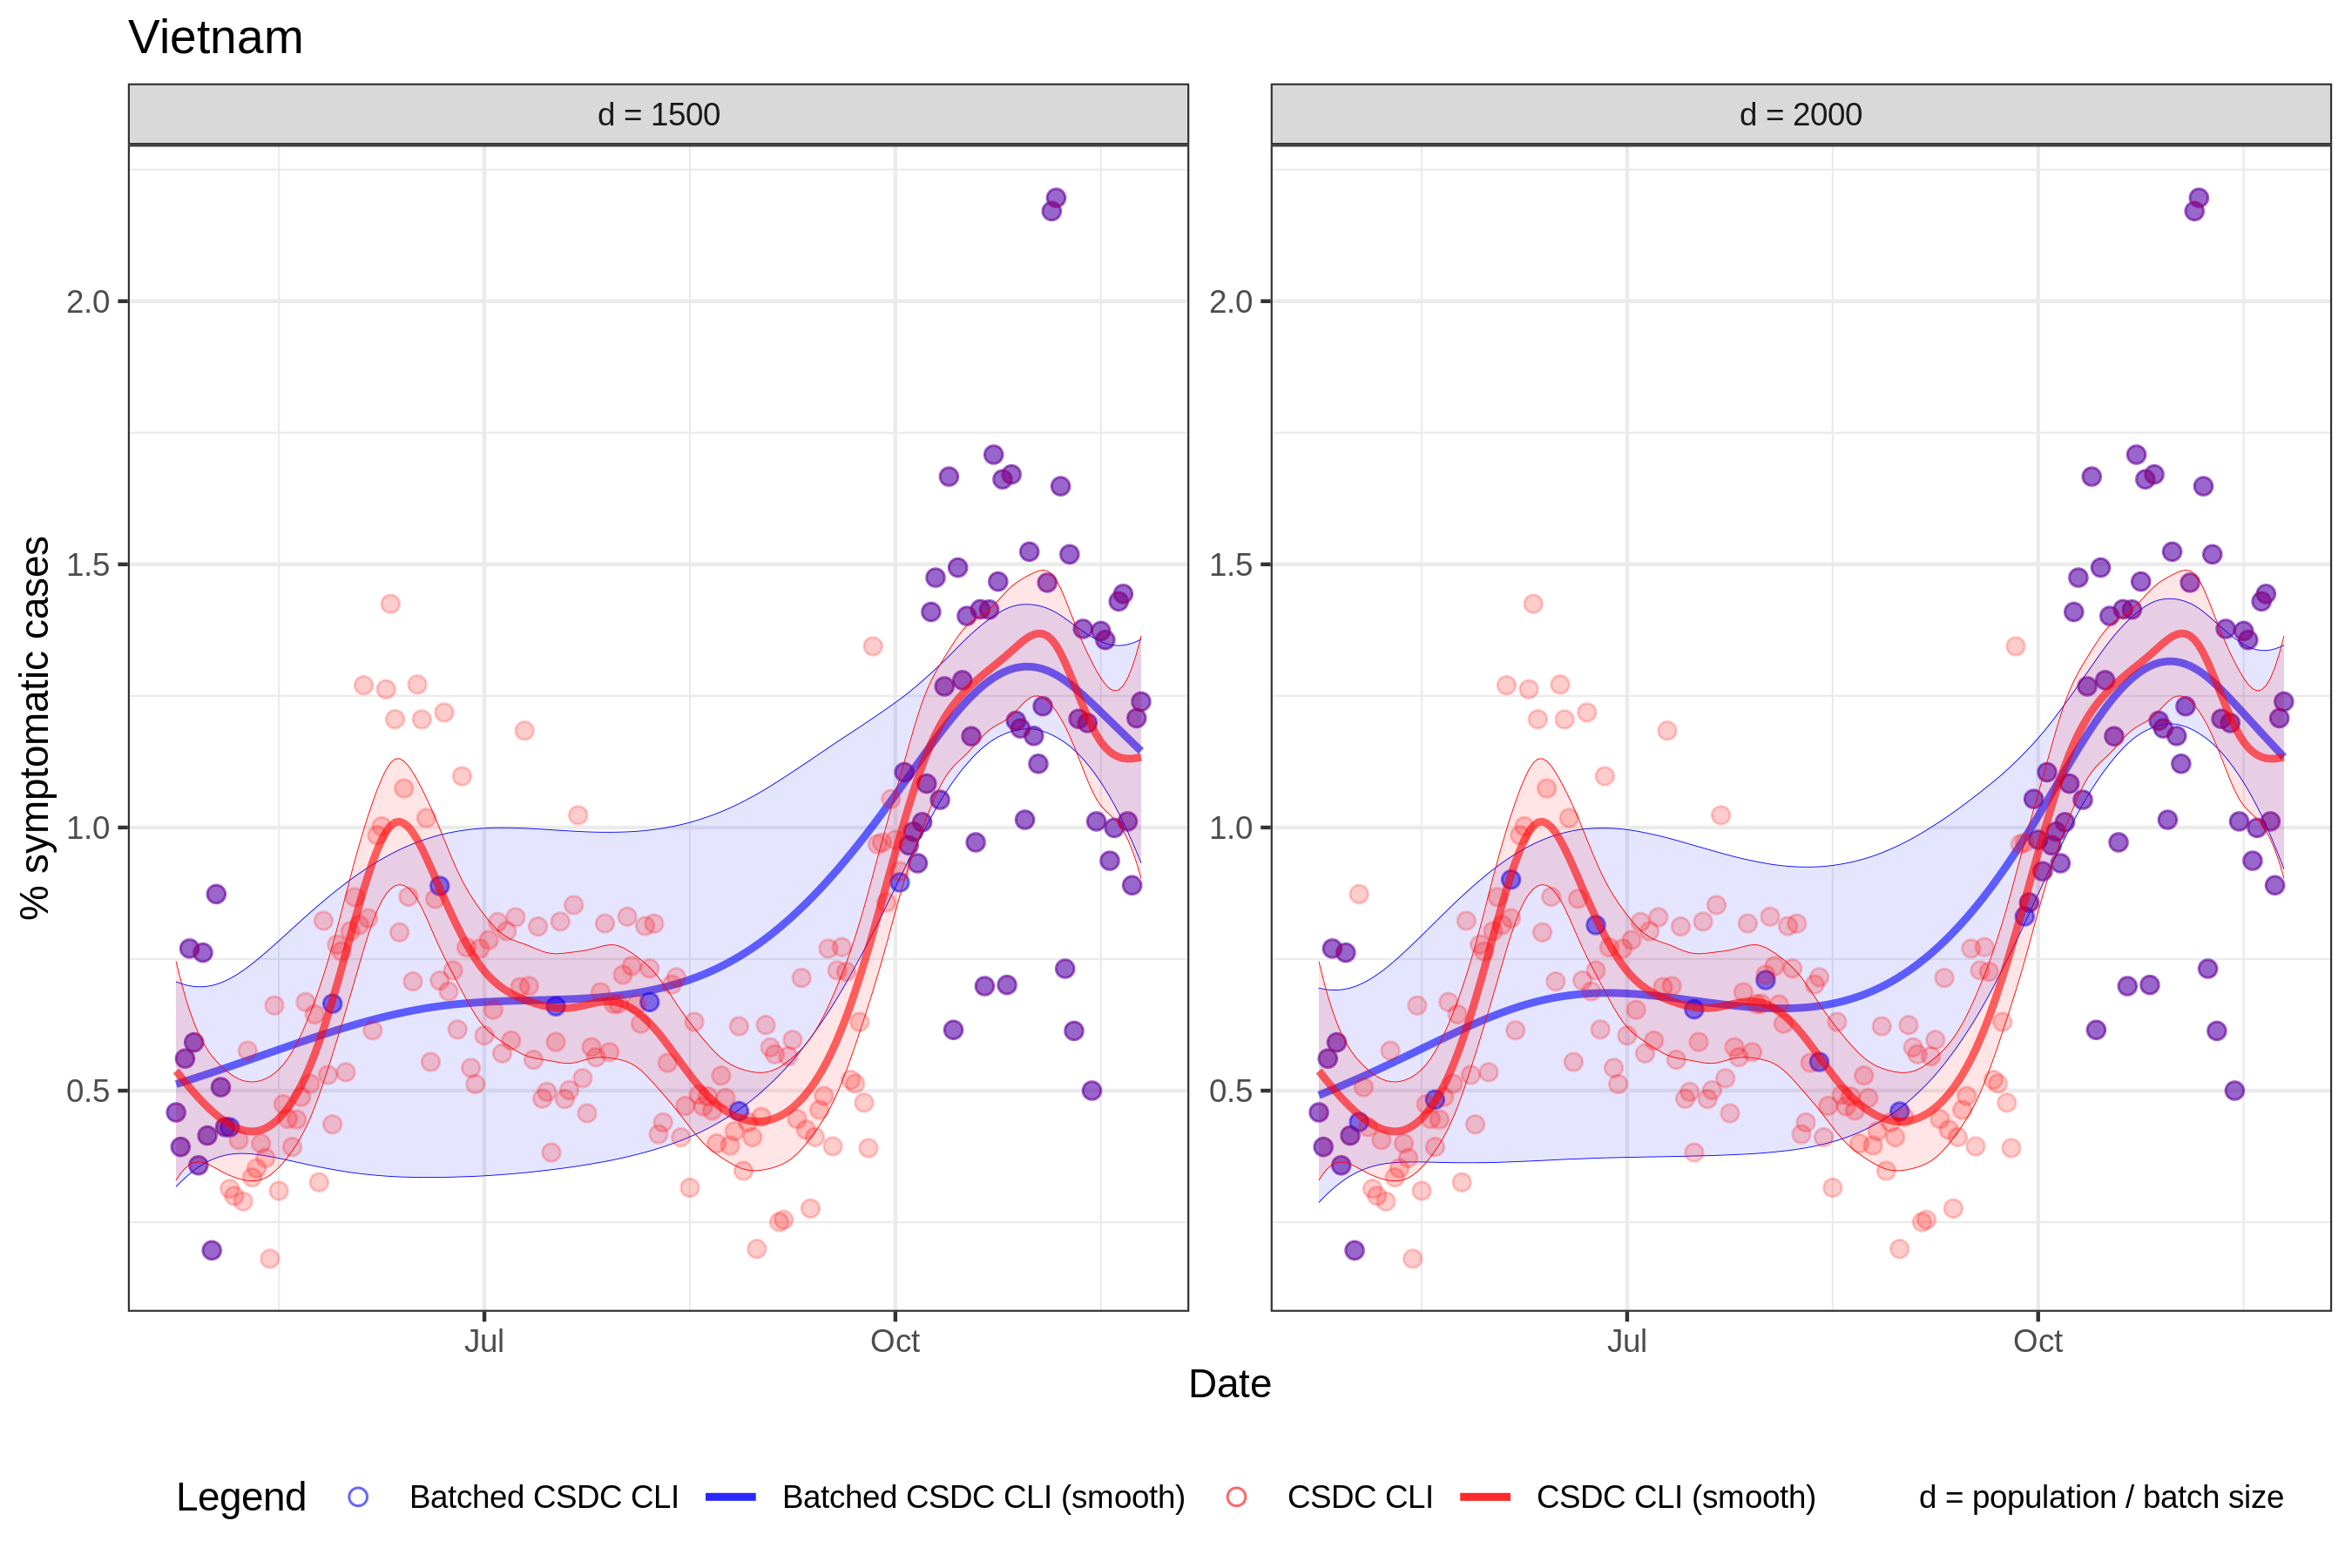 Vietnam
d = 1500
d = 2000
% symptomatic cases
2.0
1.5
1.0
0.5
2.0
1.5
1.0
0.5
Jul
Oct
Jul
Oct
Date
Legend
Batched CSDC CLI
Batched CSDC CLI (smooth)
CSDC CLI
CSDC CLI (smooth)
d = population / batch size